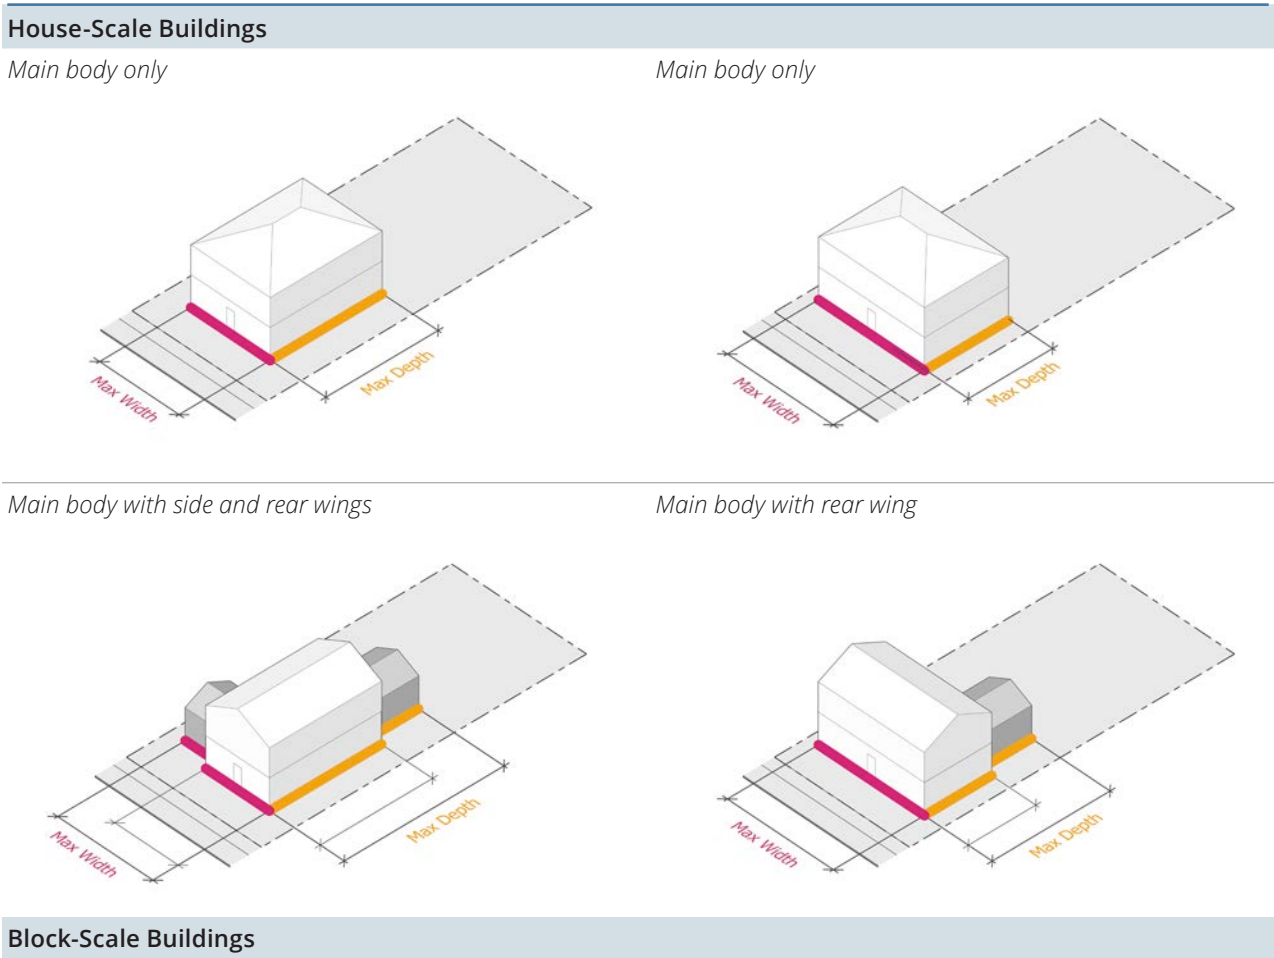 House-Scale Buildings
Main body only
Main body only
Max Width
Max Depth
Max Width
Max Depth
Main body with side and rear wings
Main body with rear wing
Max Width
Max Depth
Max Width
Max Depth
Block-Scale Buildings